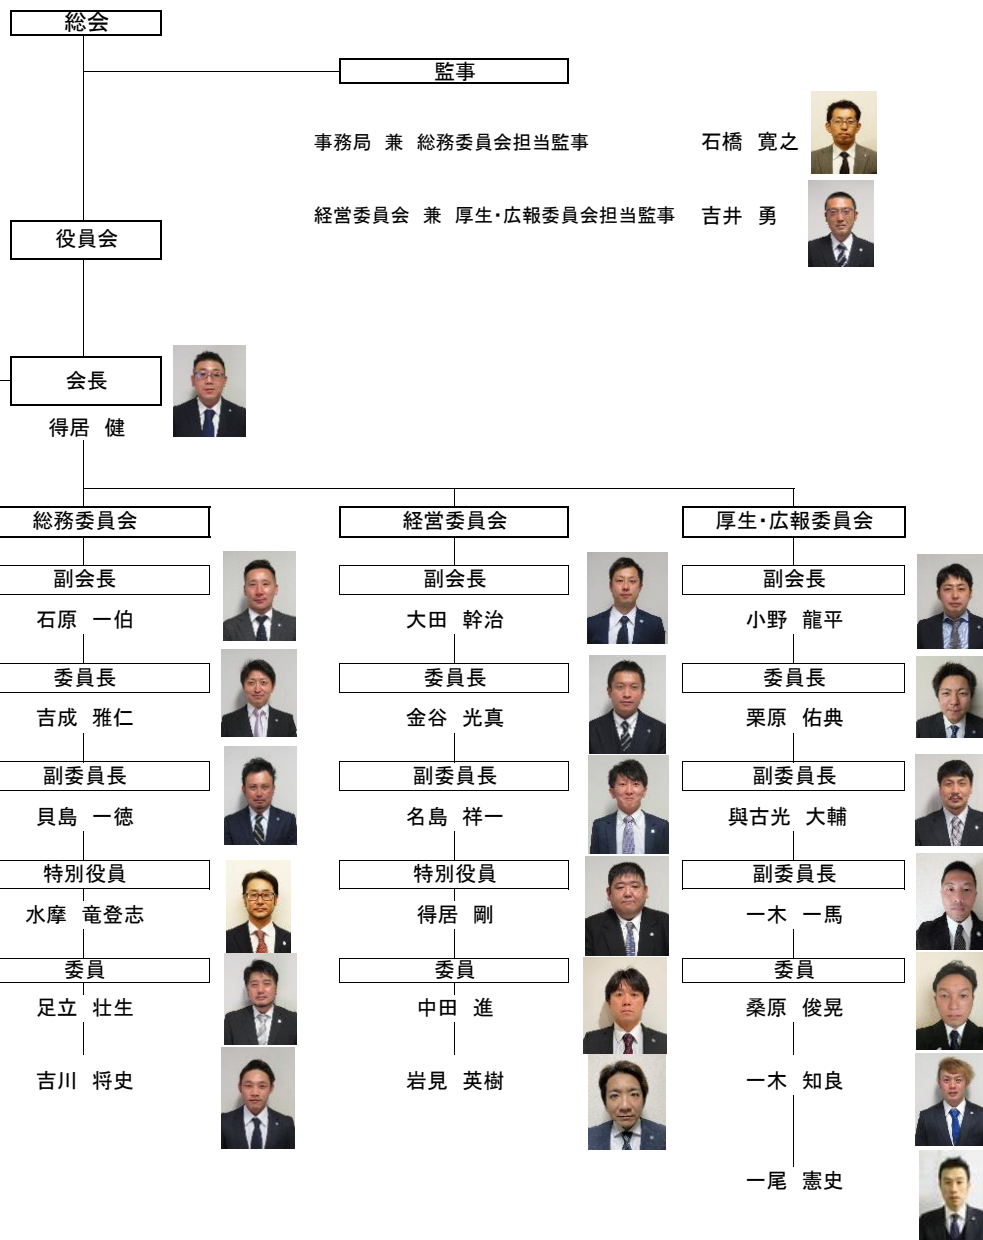 総会
監事
事務局 兼 総務委員会担当監事 石橋 寛之
経営委員会 兼 厚生・広報委員会担当監事 吉井 勇
役員会
会長
得居 健
総務委員会 経営委員会 厚生・広報委員会
副会長 副会長 副会長
石原 一伯 大田 幹治 小野 龍平
委員長 委員長 委員長
吉成 雅仁 金谷 光真 栗原 佑典
副委員長 副委員長 副委員長
貝島 一徳 名島 祥一 與古光 大輔
特別役員 特別役員 副委員長
水摩 竜登志 得居 剛 一木 一馬
委員 委員 委員
足立 壮生 中田 進 桑原 俊晃
吉川 将史 岩見 英樹 一木 知良
一尾 憲史